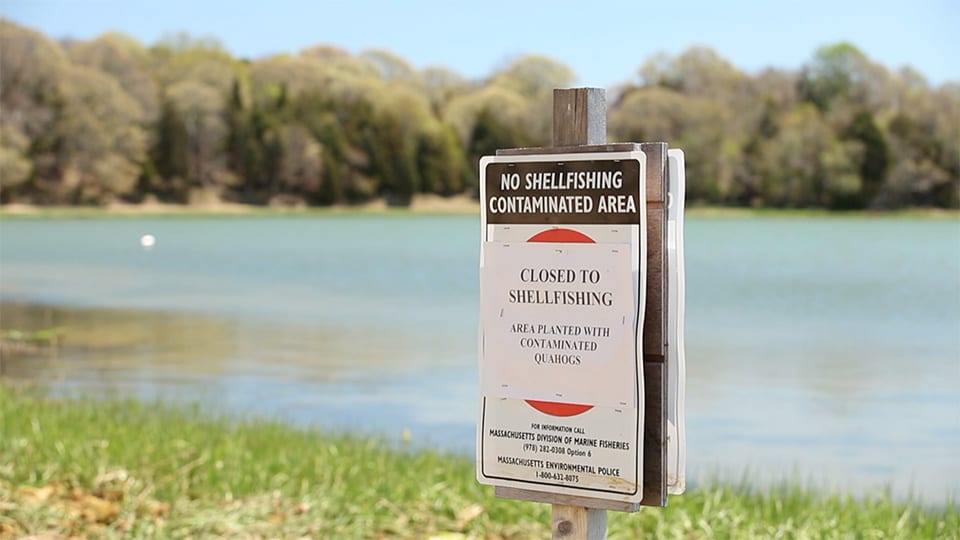 NO SHELLFISHING
CONTAMINATED AREA
CLOSED TO
SHELLFISHING
AREA PLANTED WITH
CONTAMINATED
QUAHOGS
FOR INFORMATION CALL
MASSACHUSETTS DIVISION OF MARINE FISHERIES
(978) 282-0308 Option 6
MASSACHUSETTS ENVIRONMENTAL POLICE
1-800-632-8075